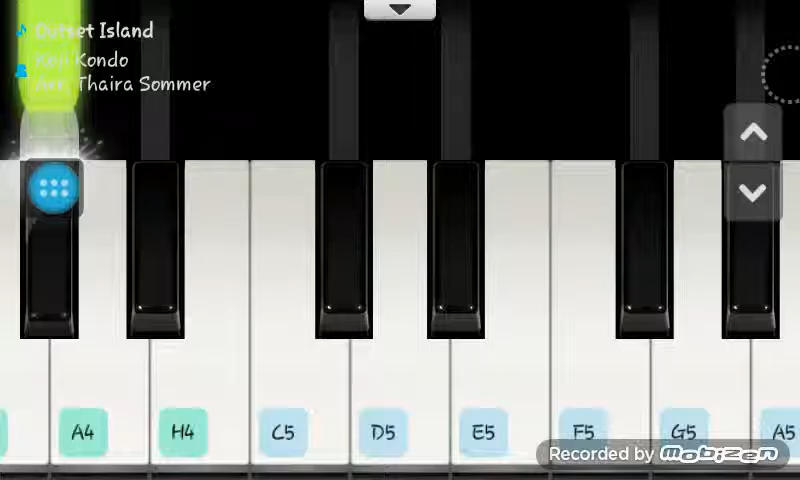 Outset Island
Koji Kondo
Arr. Thaira Sommer
A4 H4 C5 D5 E5 F5 G5 A5
Recorded by mobizen